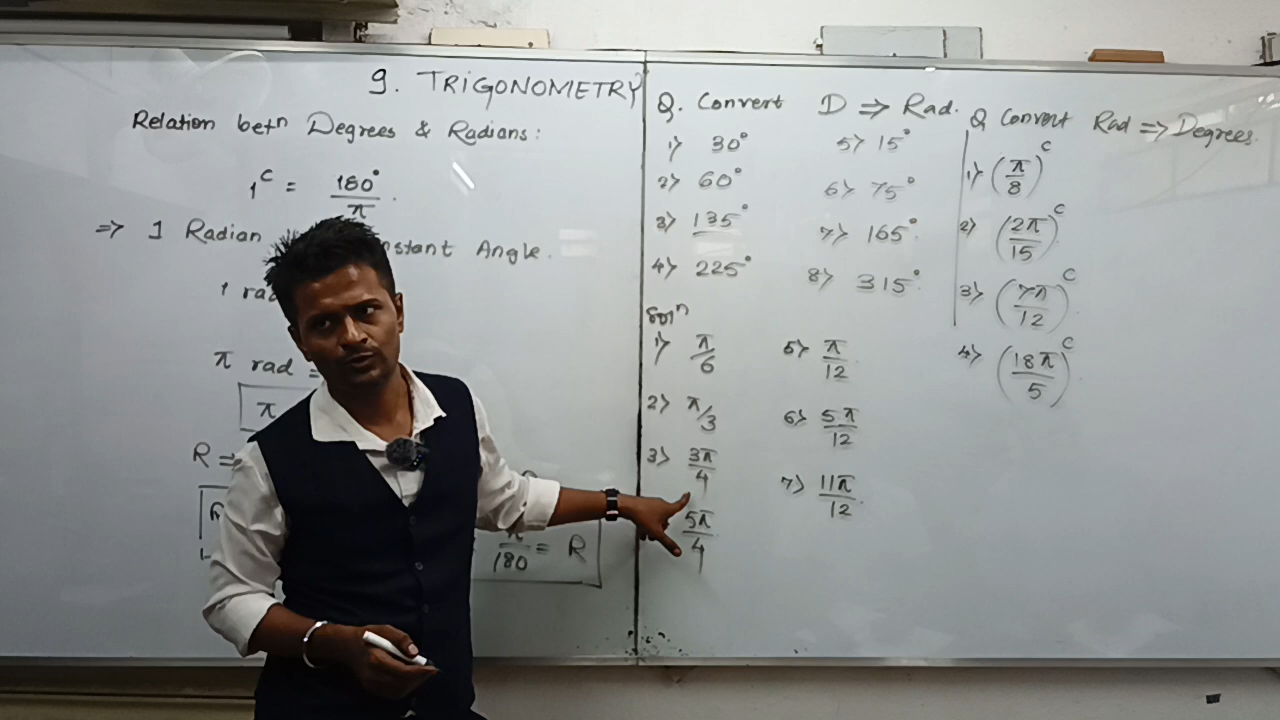 9. TRIGONOMETRY
Relation betⁿ Degrees & Radians:
1ᶜ = 180°/π.
⇒ 1 Radian nstant Angle.
1 rad
π rad =
π
R ⇒
π/180 = R
Q. Convert D ⇒ Rad.
1> 30° 5> 15°
2> 60° 6> 75°
3> 135° 7> 165°.
4> 225° 8> 315°.
Solⁿ
1> π/6 5> π/12
2> π/3 6> 5π/12
3> 3π/4 7> 11π/12.
5π/4
Q Convert Rad ⇒ Degrees.
1> (π/8)ᶜ
2> (2π/15)ᶜ
3> (7π/12)ᶜ
4> (18π/5)ᶜ